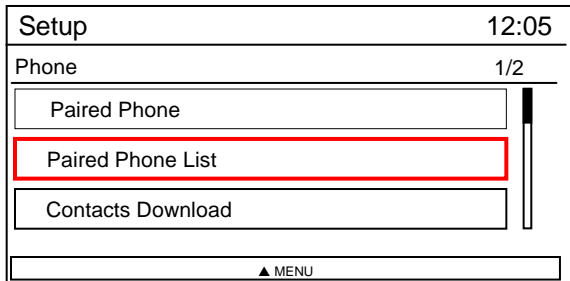 Setup 12:05
Phone 1/2
Paired Phone
Paired Phone List
Contacts Download
▲ MENU